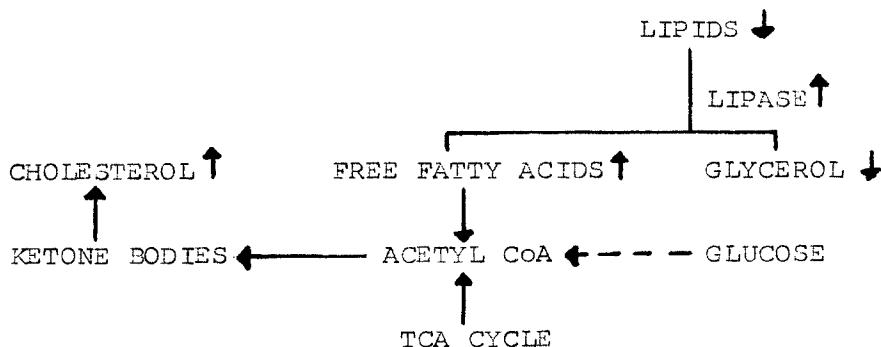 LIPIDS
LIPASE
CHOLESTEROL FREE FATTY ACIDS GLYCEROL
KETONE BODIES ACETYL CoA GLUCOSE
TCA CYCLE